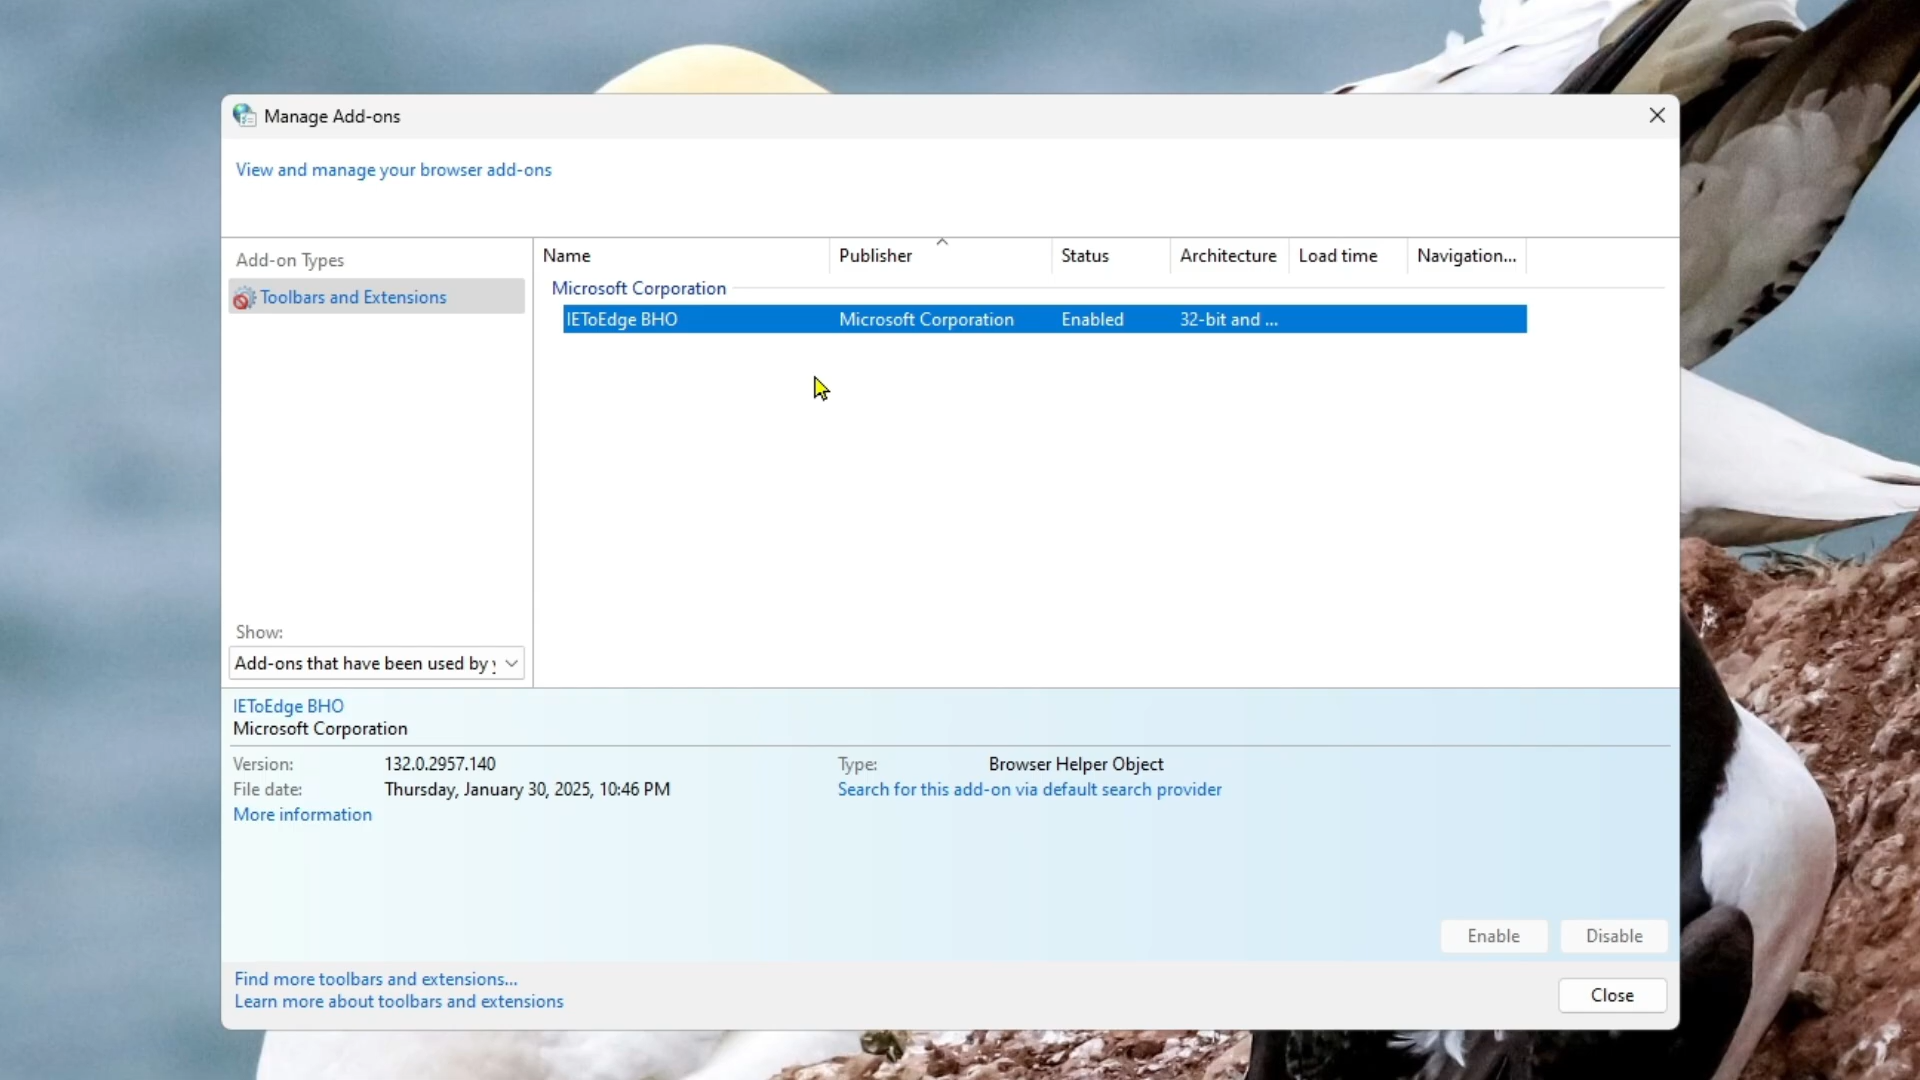 Manage Add-ons
View and manage your browser add-ons
Add-on Types
Toolbars and Extensions
Name Publisher Status Architecture Load time Navigation...
Microsoft Corporation
IEToEdge BHO Microsoft Corporation Enabled 32-bit and ...
Show:
Add-ons that have been used by
IEToEdge BHO
Microsoft Corporation
Version: 132.0.2957.140 Type: Browser Helper Object
File date: Thursday, January 30, 2025, 10:46 PM Search for this add-on via default search provider
More information
Enable Disable
Find more toolbars and extensions...
Learn more about toolbars and extensions
Close